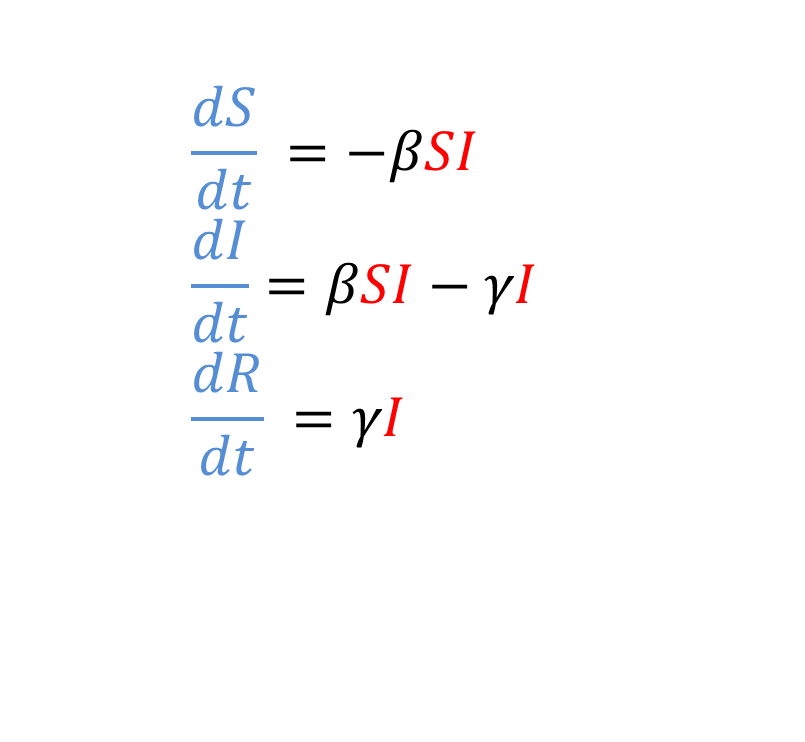 dS/dt = −βSI
dI/dt = βSI − γI
dR/dt = γI